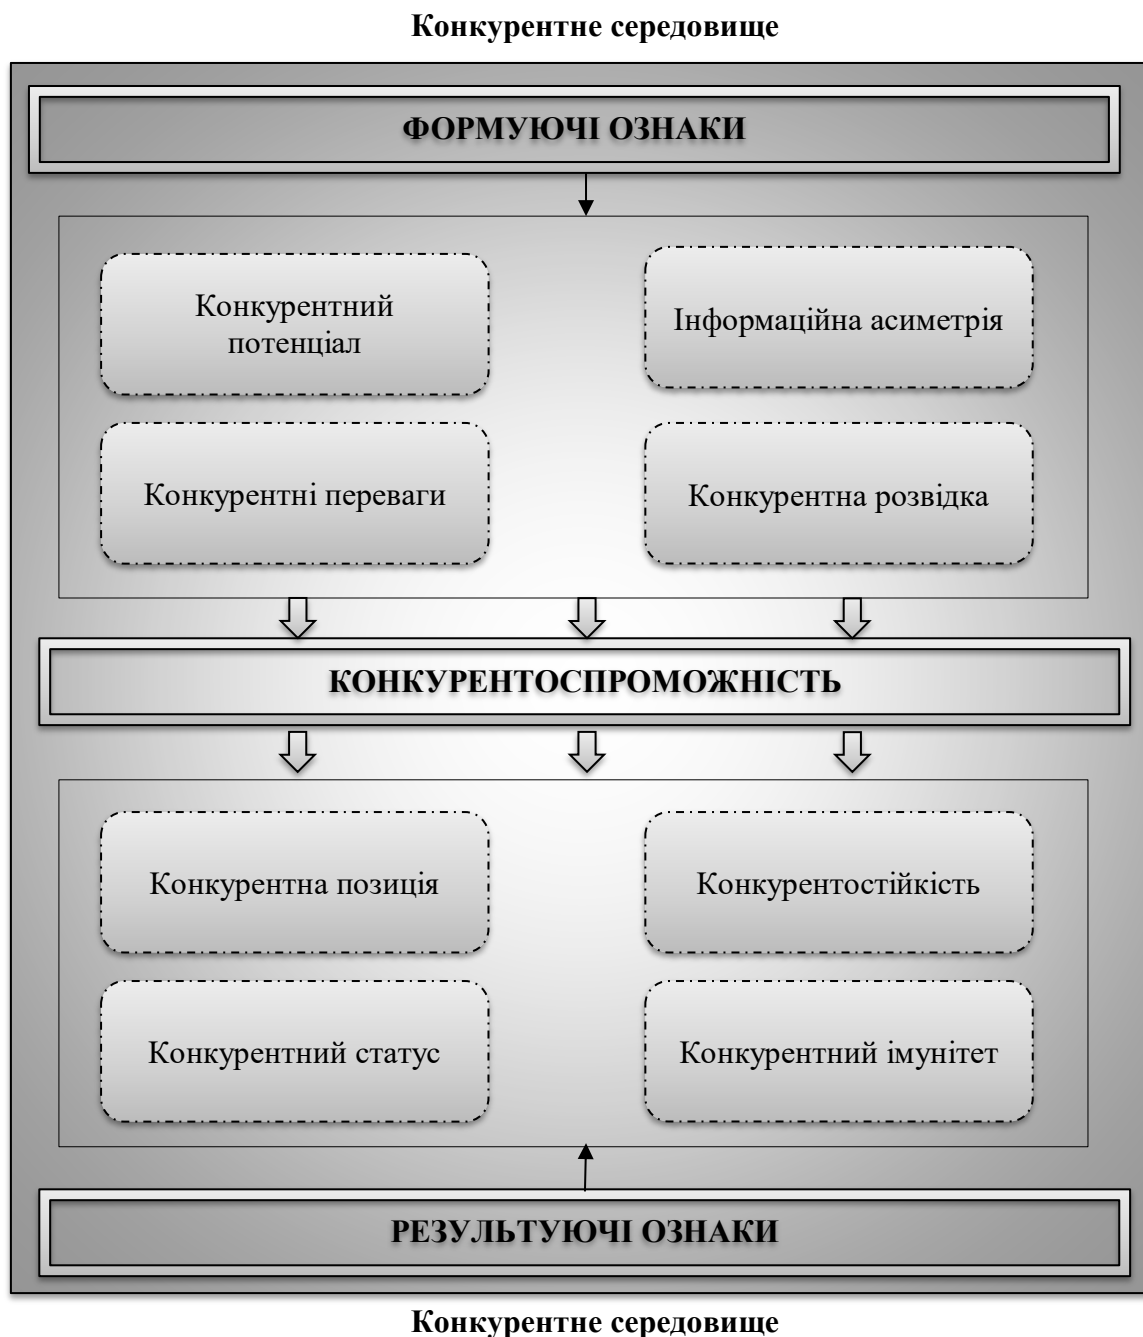 Конкурентне середовище
ФОРМУЮЧІ ОЗНАКИ
Конкурентний
потенціал
Інформаційна асиметрія
Конкурентні переваги
Конкурентна розвідка
КОНКУРЕНТОСПРОМОЖНІСТЬ
Конкурентна позиція
Конкурентостійкість
Конкурентний статус
Конкурентний імунітет
РЕЗУЛЬТУЮЧІ ОЗНАКИ
Конкурентне середовище